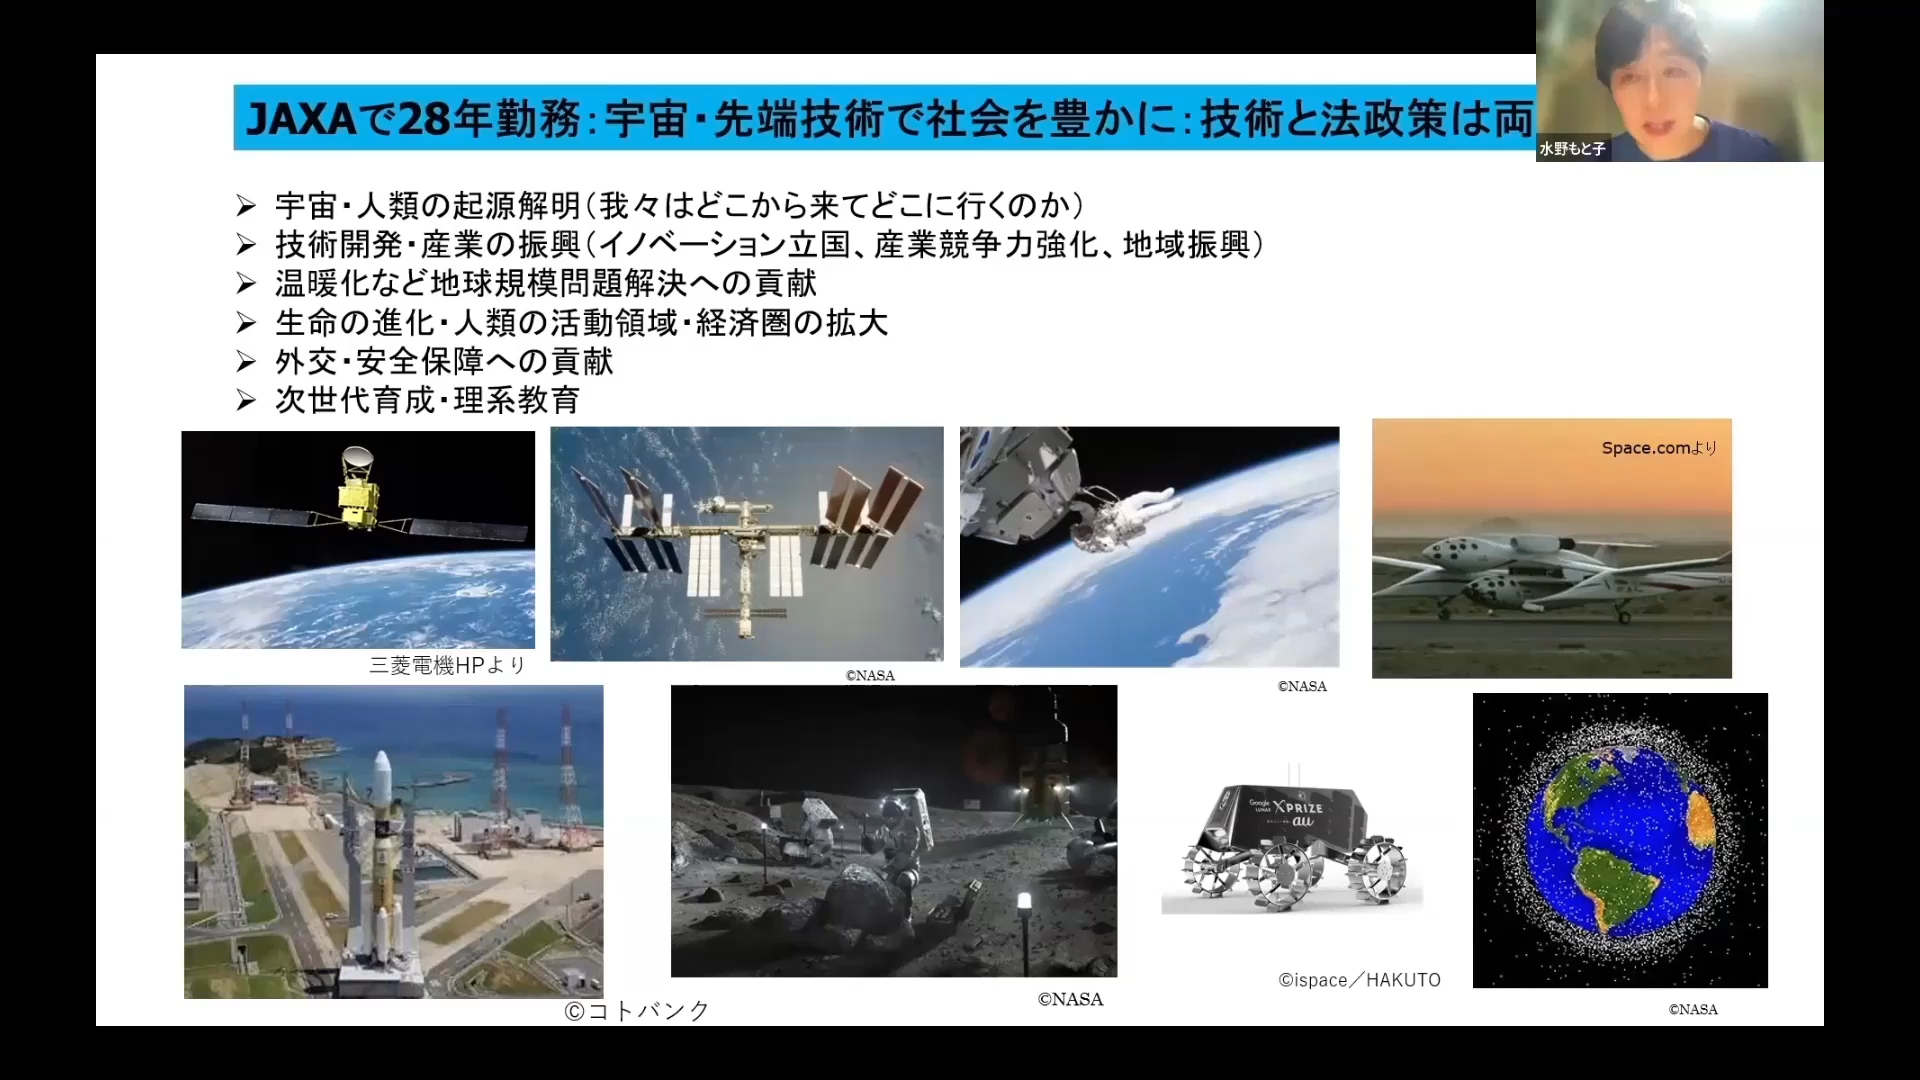 JAXAで28年勤務：宇宙・先端技術で社会を豊かに：技術と法政策は両
水野もと子
➢ 宇宙・人類の起源解明（我々はどこから来てどこに行くのか）
➢ 技術開発・産業の振興（イノベーション立国、産業競争力強化、地域振興）
➢ 温暖化など地球規模問題解決への貢献
➢ 生命の進化・人類の活動領域・経済圏の拡大
➢ 外交・安全保障への貢献
➢ 次世代育成・理系教育
Space.comより
三菱電機HPより
©NASA
©NASA
Google
LUNAR XPRIZE
au
©ispace／HAKUTO
©コトバンク
©NASA
©NASA